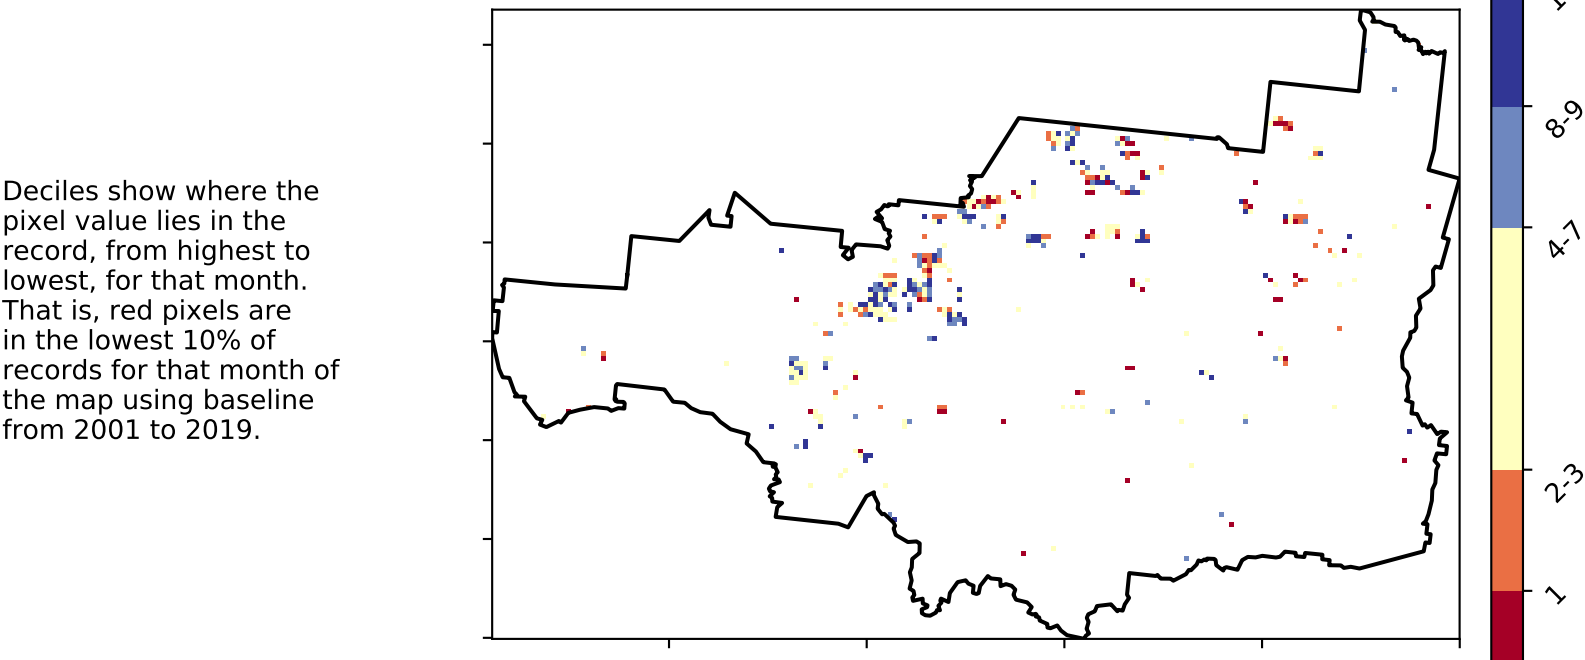 Deciles show where the
pixel value lies in the
record, from highest to
lowest, for that month.
That is, red pixels are
in the lowest 10% of
records for that month of
the map using baseline
from 2001 to 2019.
8-9
4-7
2-3
1